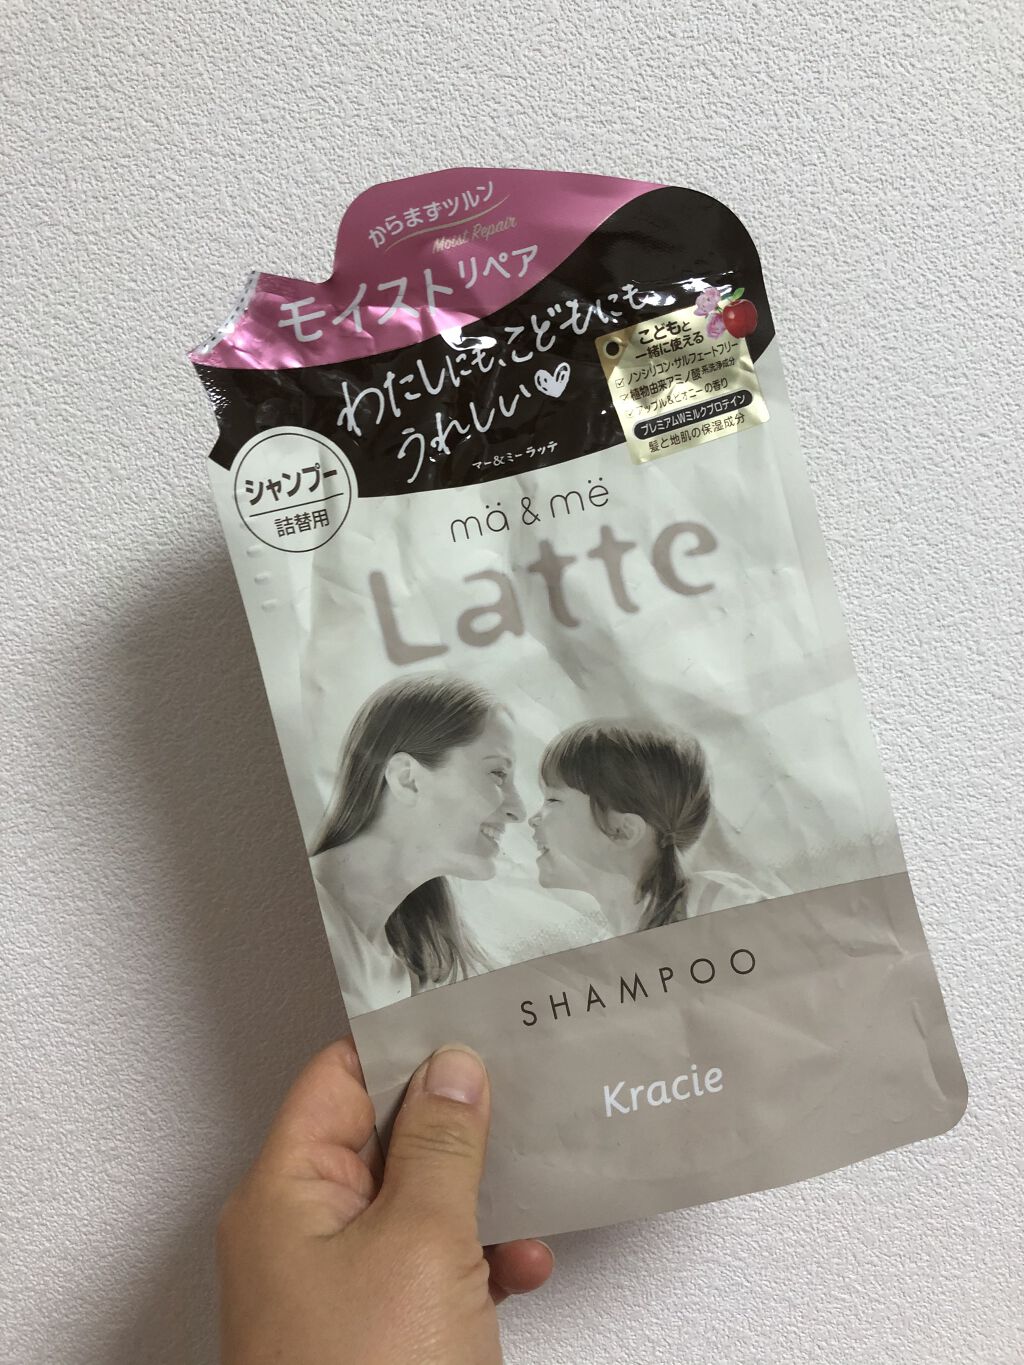 からまずツルン
Moist Repair
モイストリペア
わたしにも、こどもにも
うれしい♡
こどもと
一緒に使える
☑ノンシリコン・サルフェートフリー
☑植物由来アミノ酸系洗浄成分
☑アップル&ピオニーの香り
プレミアムWミルクプロテイン
髪と地肌の保湿成分
シャンプー
詰替用
マー&ミー ラッテ
mä & më
Latte
SHAMPOO
Kracie